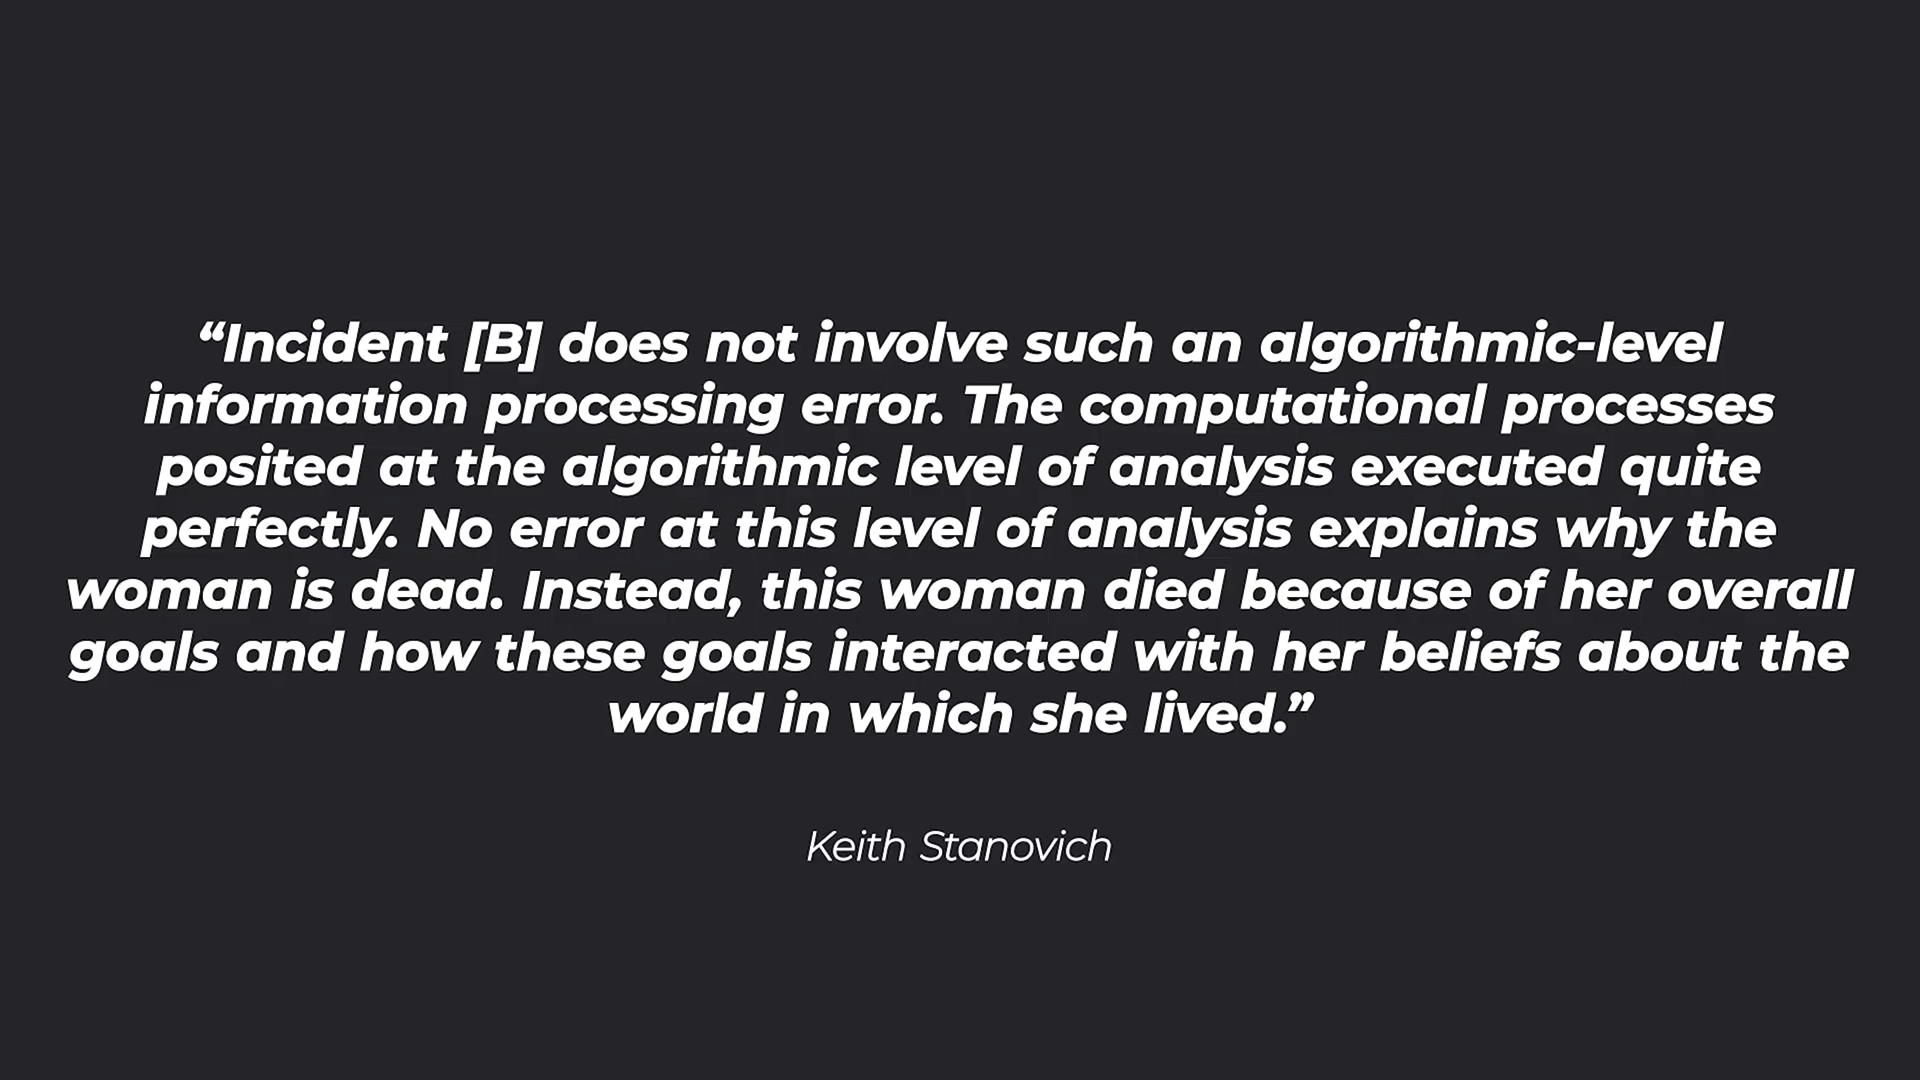 “Incident [B] does not involve such an algorithmic-level
information processing error. The computational processes
posited at the algorithmic level of analysis executed quite
perfectly. No error at this level of analysis explains why the
woman is dead. Instead, this woman died because of her overall
goals and how these goals interacted with her beliefs about the
world in which she lived.”
Keith Stanovich